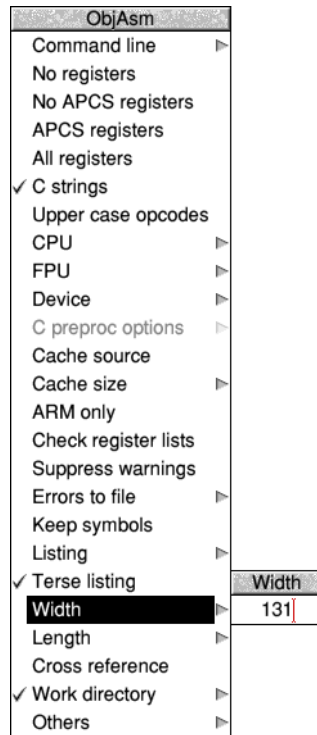 ObjAsm
Command line
No registers
No APCS registers
APCS registers
All registers
C strings
Upper case opcodes
CPU
FPU
Device
C preproc options
Cache source
Cache size
ARM only
Check register lists
Suppress warnings
Errors to file
Keep symbols
Listing
Terse listing
Width
Length
Cross reference
Work directory
Others
Width
131